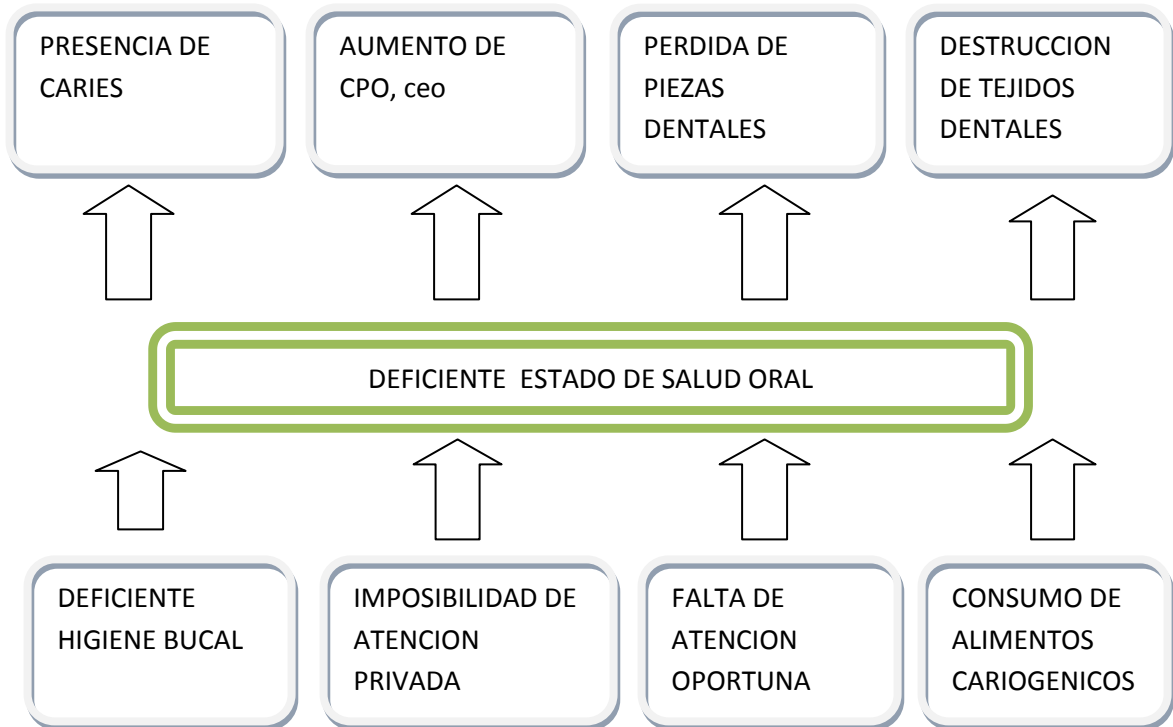 PRESENCIA DE
CARIES
AUMENTO DE
CPO, ceo
PERDIDA DE
PIEZAS
DENTALES
DESTRUCCION
DE TEJIDOS
DENTALES
DEFICIENTE  ESTADO DE SALUD ORAL
DEFICIENTE
HIGIENE BUCAL
IMPOSIBILIDAD DE
ATENCION
PRIVADA
FALTA DE
ATENCION
OPORTUNA
CONSUMO DE
ALIMENTOS
CARIOGENICOS